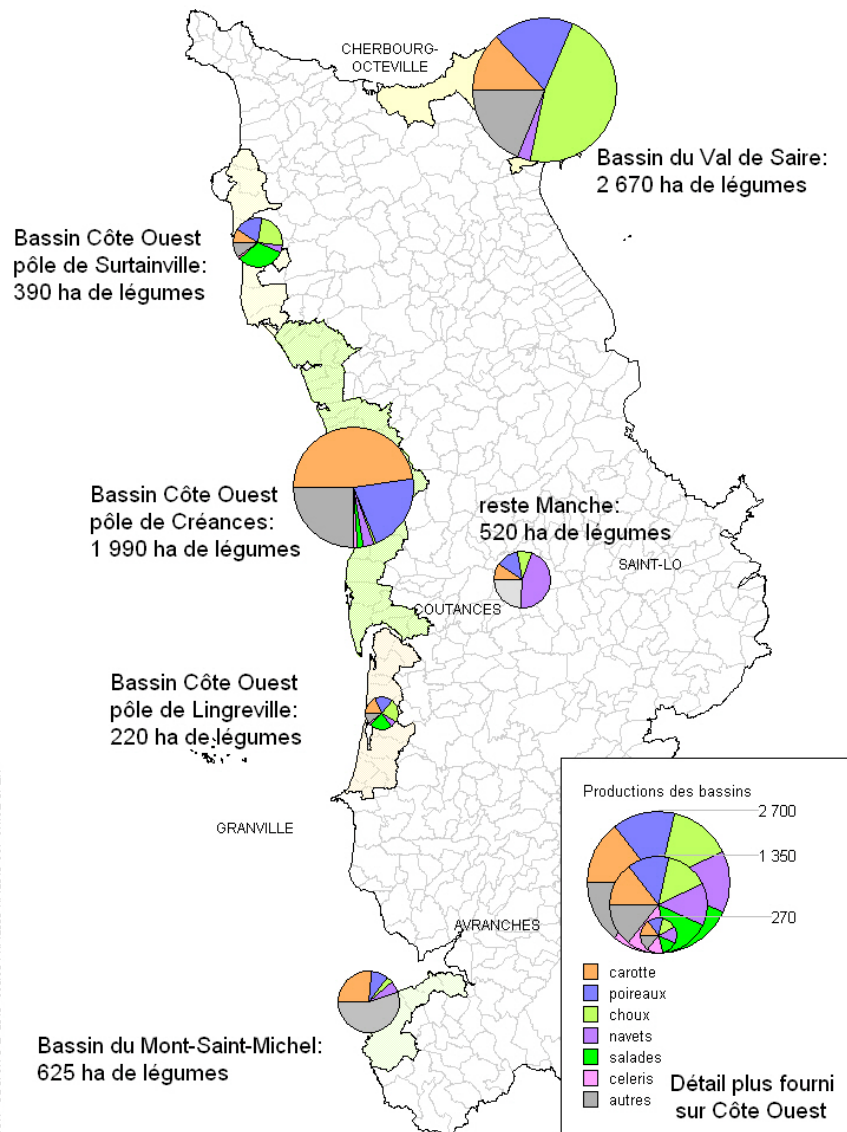 CHERBOURG-
OCTEVILLE
Bassin du Val de Saire:
2 670 ha de légumes
Bassin Côte Ouest
pôle de Surtainville:
390 ha de légumes
Bassin Côte Ouest
pôle de Créances:
1 990 ha de légumes
reste Manche:
520 ha de légumes
SAINT-LO
COUTANCES
Bassin Côte Ouest
pôle de Lingreville:
220 ha de légumes
GRANVILLE
AVRANCHES
Bassin du Mont-Saint-Michel:
625 ha de légumes
Productions des bassins
2 700
1 350
270
carotte
poireaux
choux
navets
salades
celeris
autres
Détail plus fourni
sur Côte Ouest